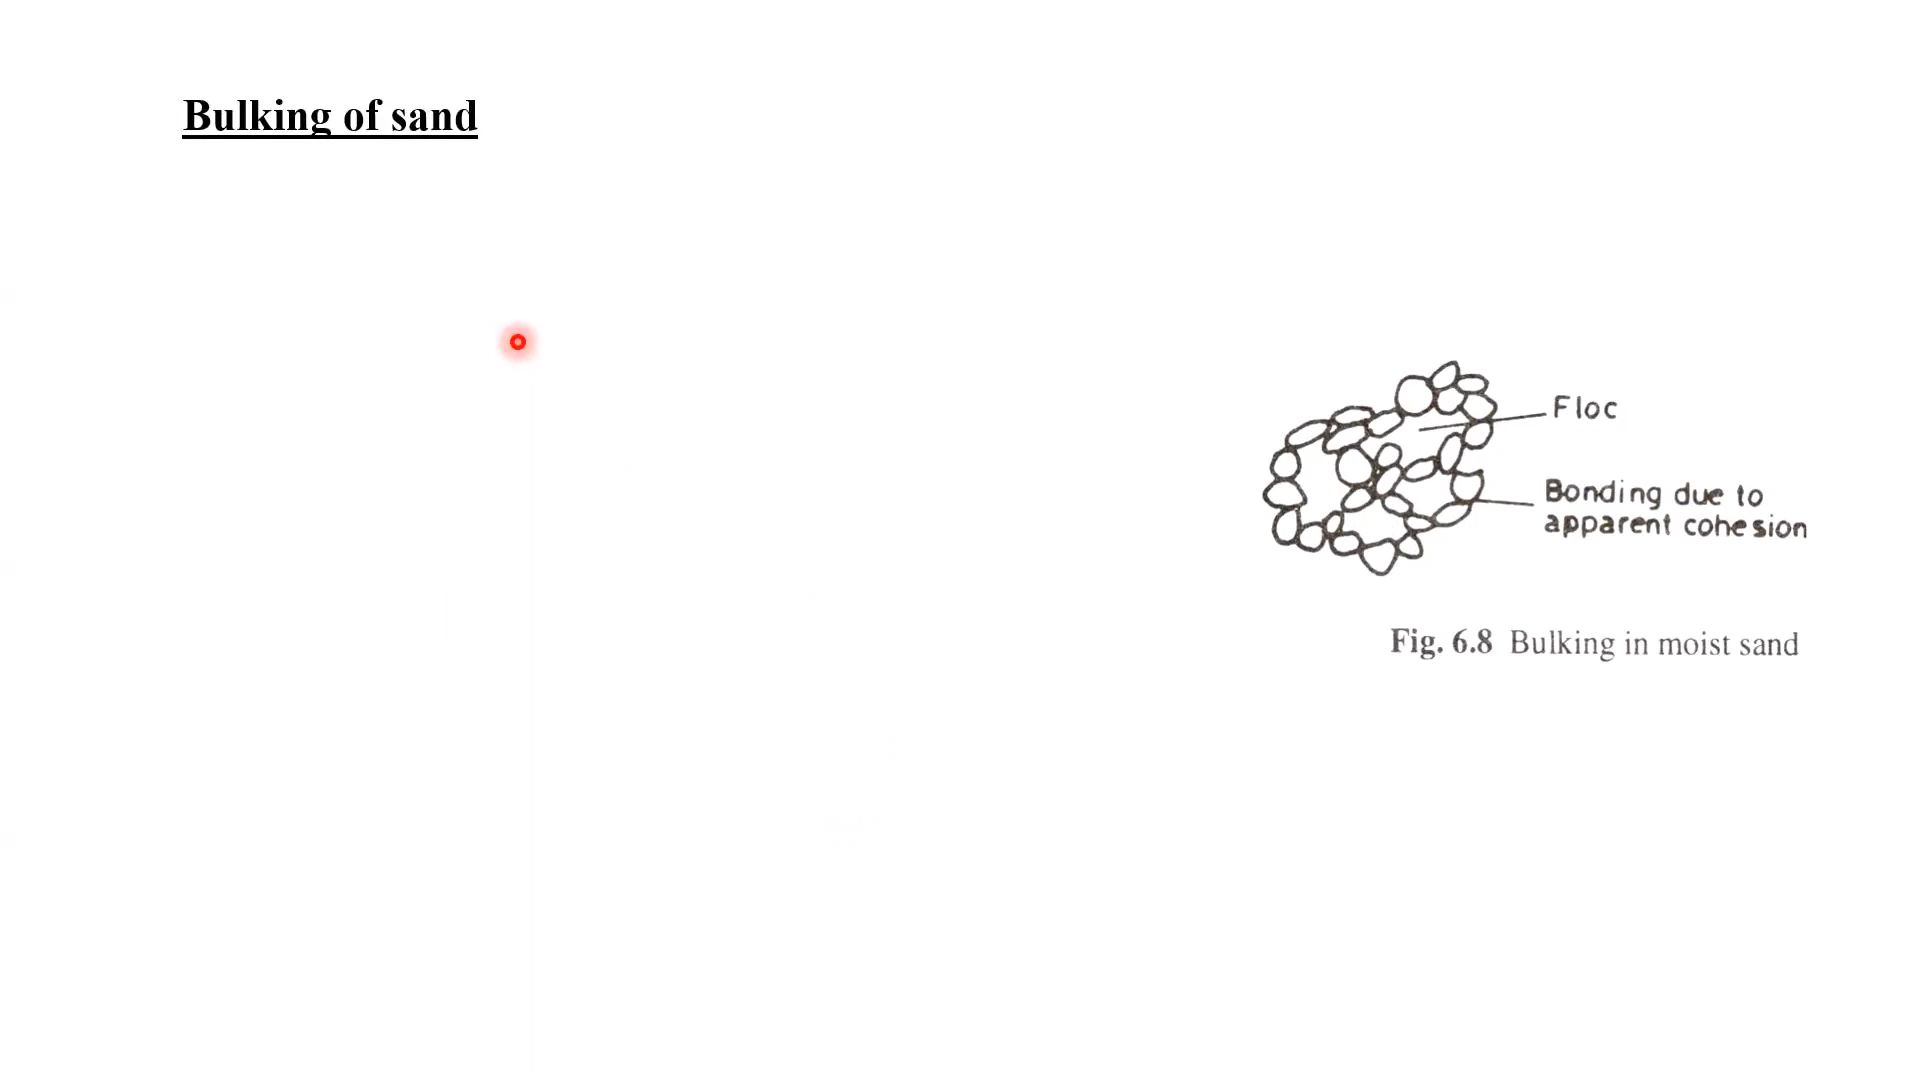 Bulking of sand
Floc
Bonding due to
apparent cohesion
Fig. 6.8 Bulking in moist sand